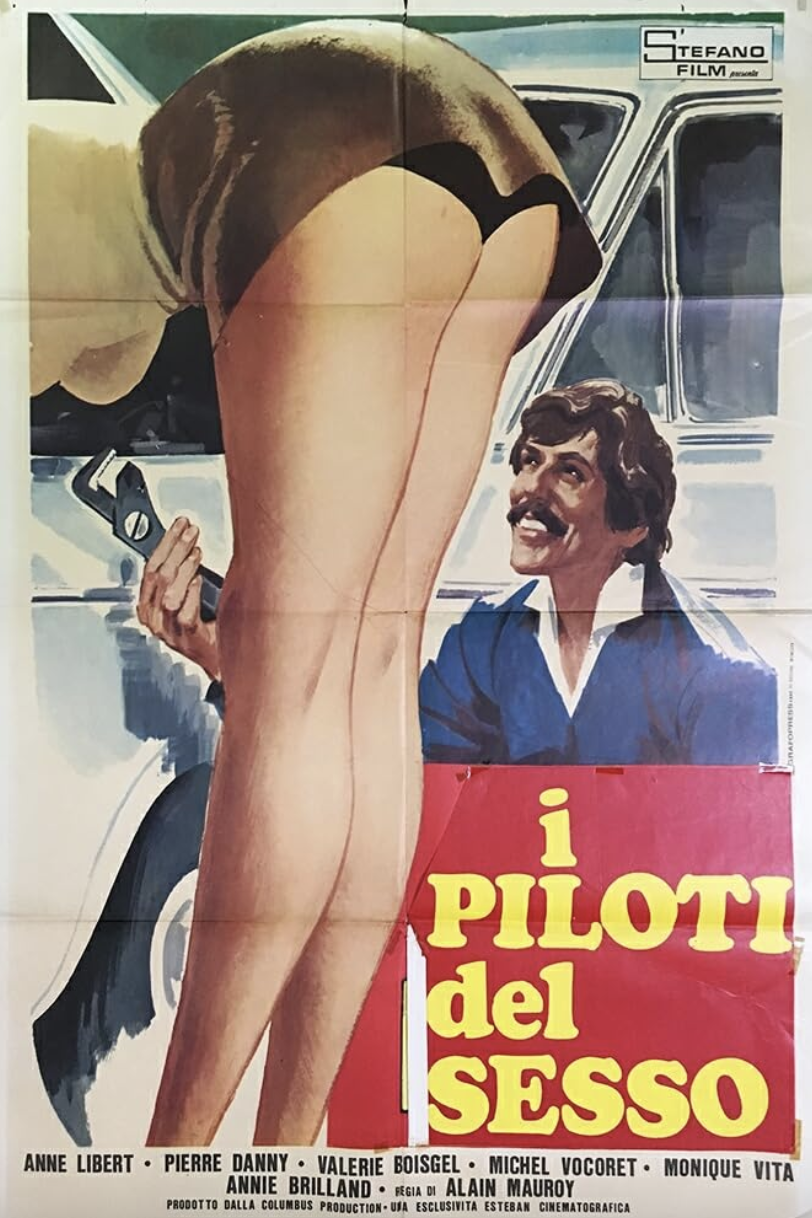 STEFANO
FILM presenta
i
PILOTI
del
SESSO
ANNE LIBERT • PIERRE DANNY • VALERIE BOISGEL • MICHEL VOCORET • MONIQUE VITA
ANNIE BRILLAND • REGIA DI ALAIN MAUROY
PRODOTTO DALLA COLUMBUS PRODUCTION • UNA ESCLUSIVITA ESTEBAN CINEMATOGRAFICA